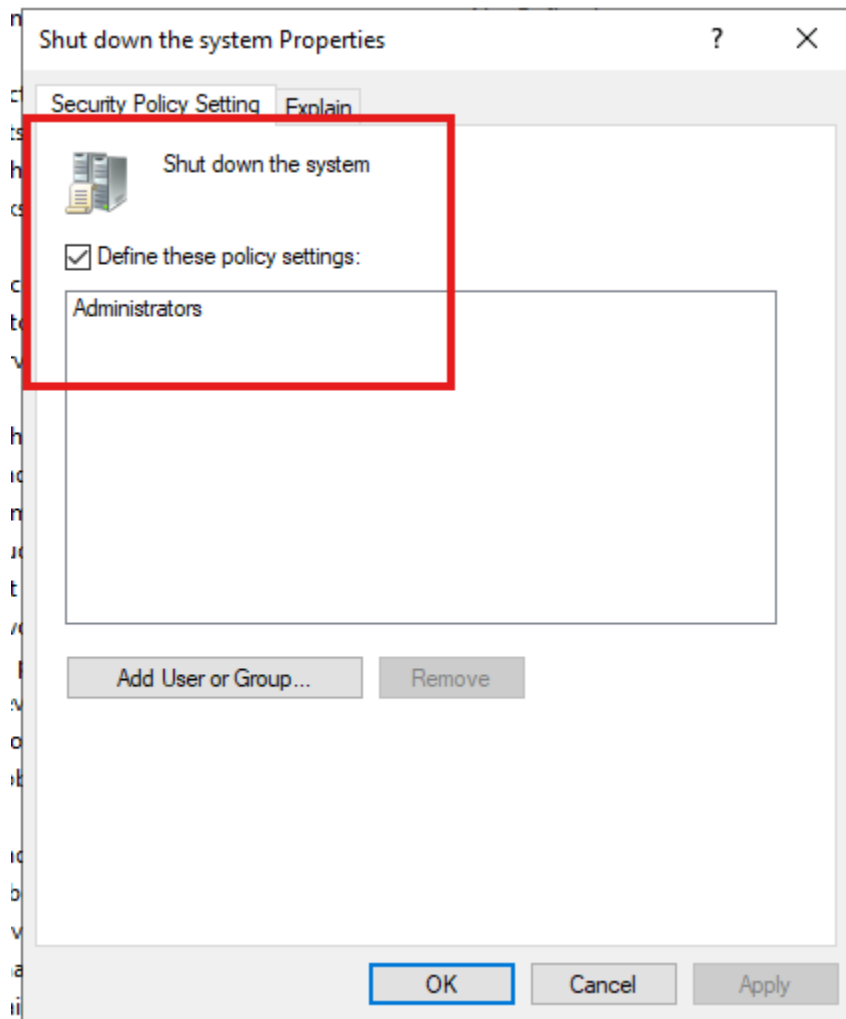 Shut down the system Properties
?
Security Policy Setting
Explain
Shut down the system
Define these policy settings:
Administrators
Add User or Group...
Remove
OK
Cancel
Apply